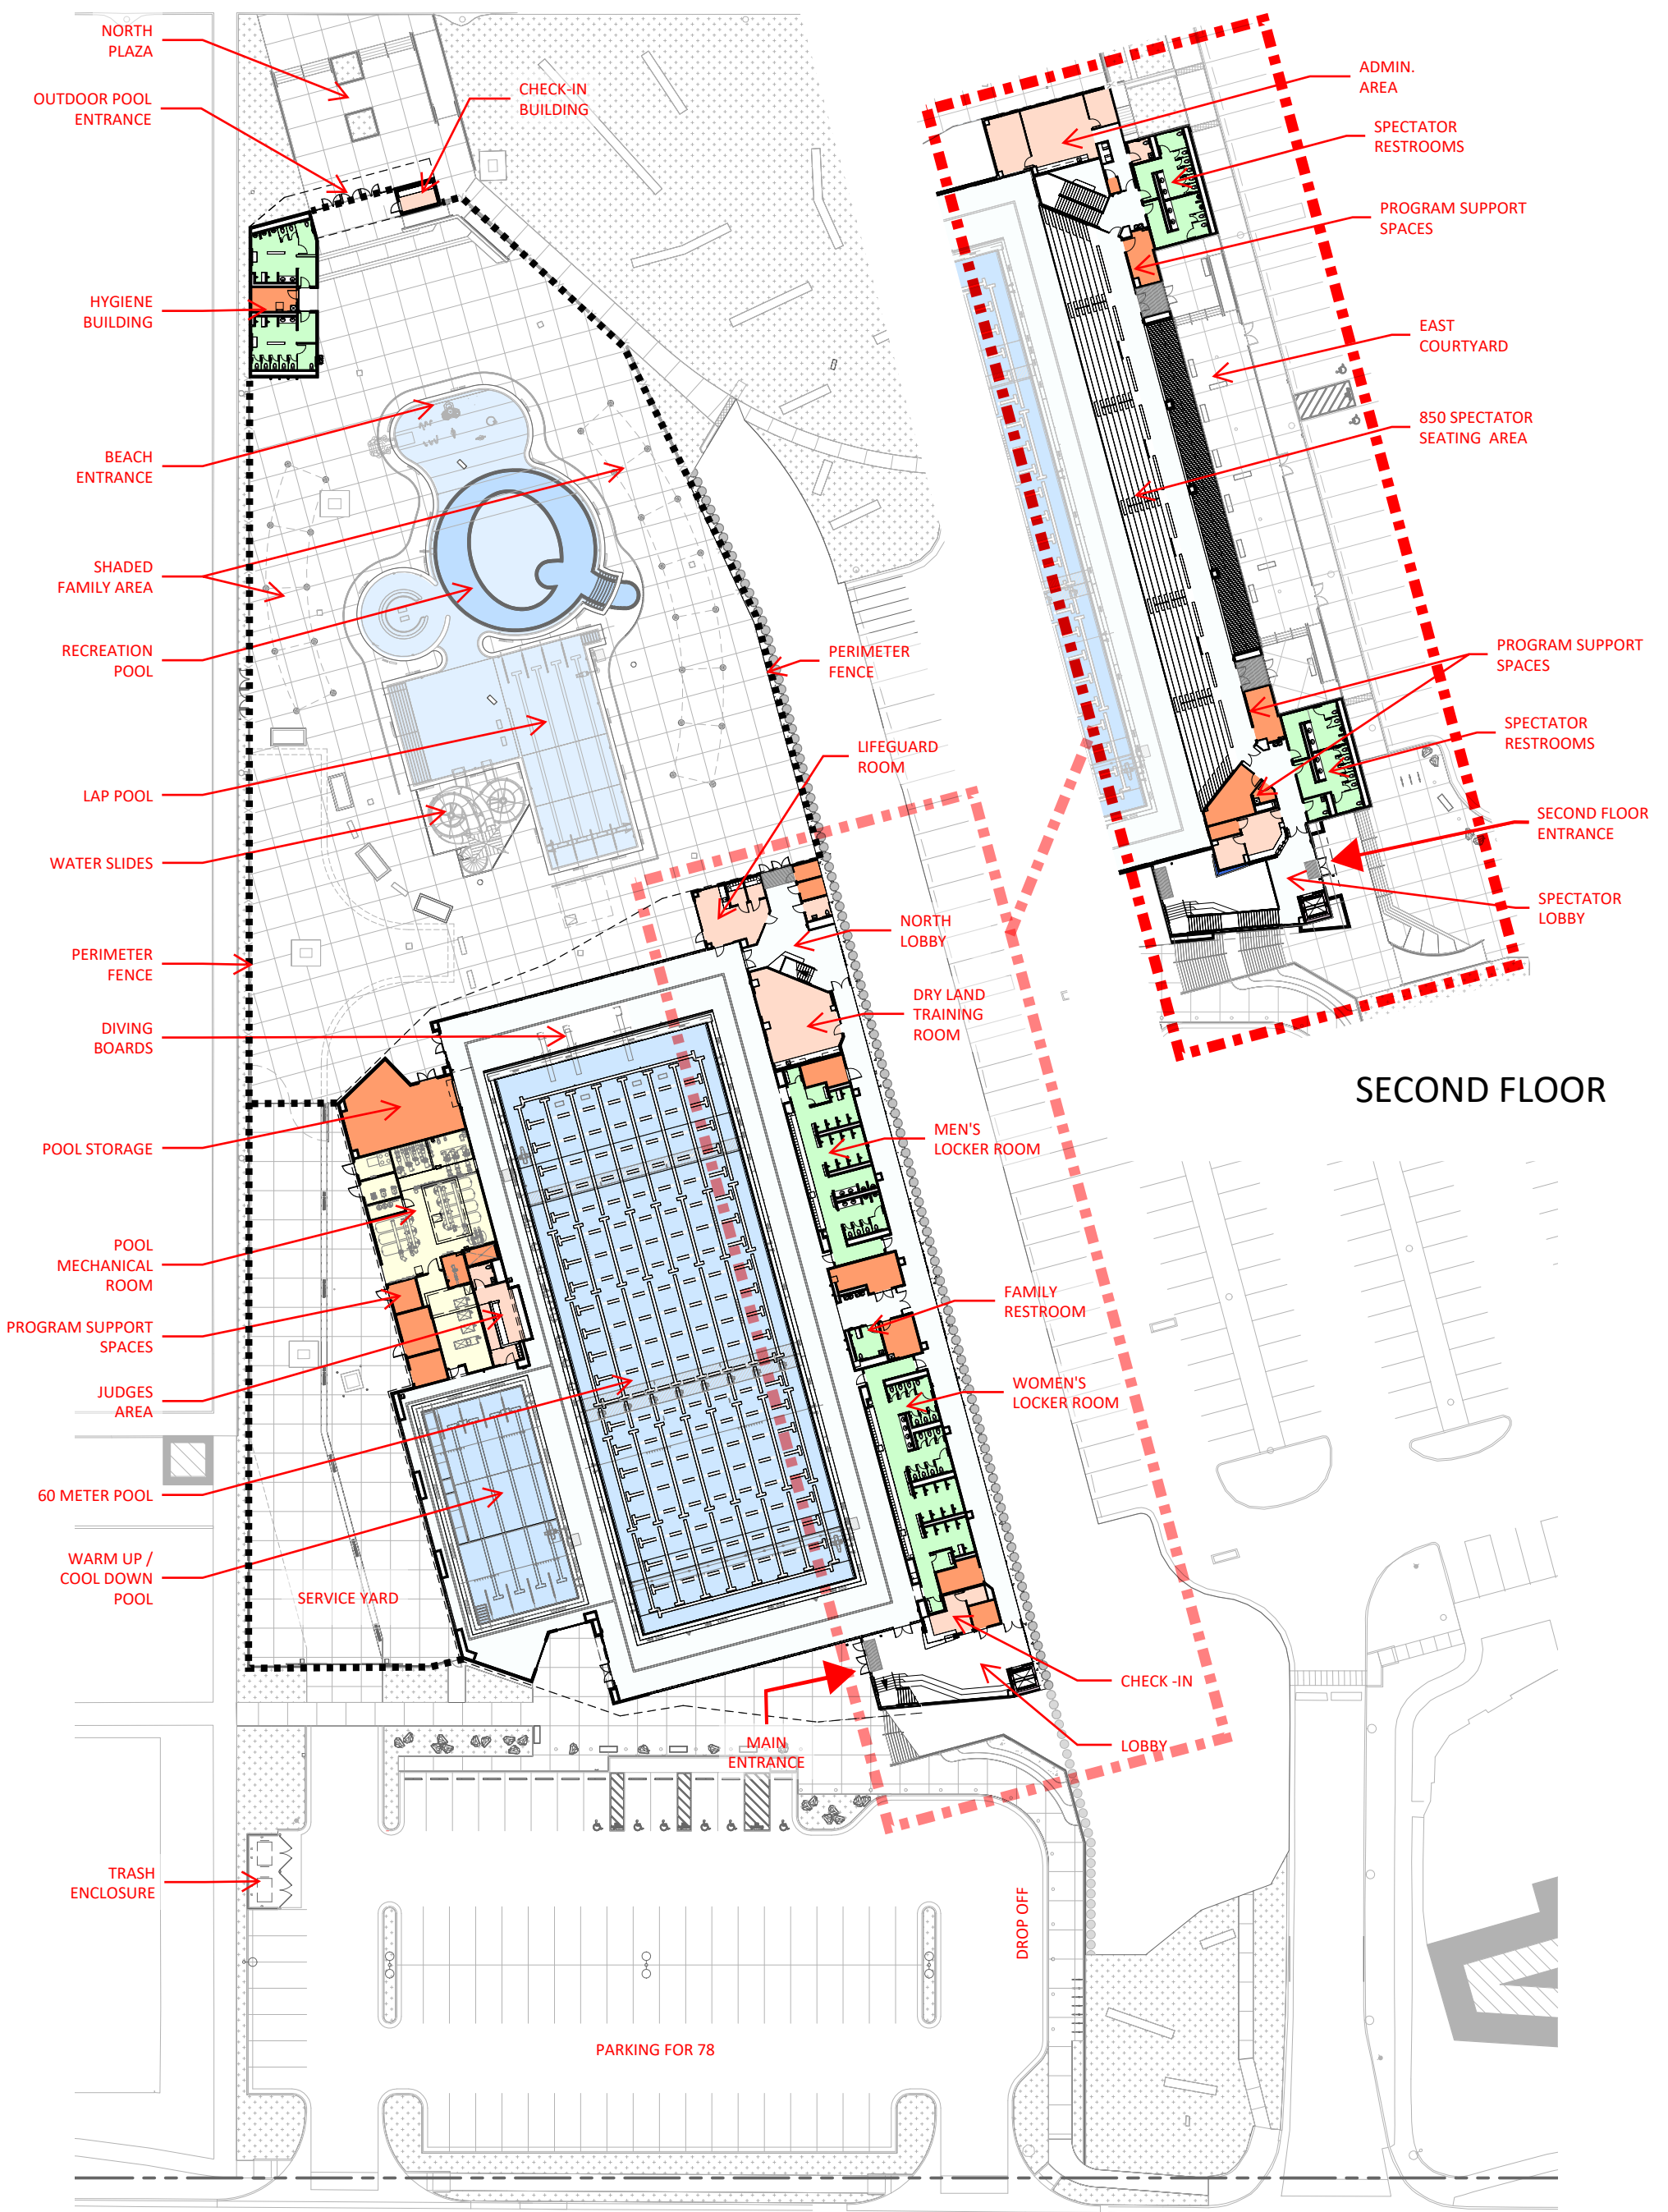 NORTH
PLAZA
OUTDOOR POOL
ENTRANCE
CHECK-IN
BUILDING
HYGIENE
BUILDING
BEACH
ENTRANCE
SHADED
FAMILY AREA
RECREATION
POOL
LAP POOL
WATER SLIDES
PERIMETER
FENCE
DIVING
BOARDS
POOL STORAGE
POOL
MECHANICAL
ROOM
PROGRAM SUPPORT
SPACES
JUDGES
AREA
60 METER POOL
WARM UP /
COOL DOWN
POOL
SERVICE YARD
TRASH
ENCLOSURE
PERIMETER
FENCE
LIFEGUARD
ROOM
NORTH
LOBBY
DRY LAND
TRAINING
ROOM
MEN'S
LOCKER ROOM
FAMILY
RESTROOM
WOMEN'S
LOCKER ROOM
CHECK -IN
LOBBY
MAIN
ENTRANCE
DROP OFF
PARKING FOR 78
ADMIN.
AREA
SPECTATOR
RESTROOMS
PROGRAM SUPPORT
SPACES
EAST
COURTYARD
850 SPECTATOR
SEATING AREA
PROGRAM SUPPORT
SPACES
SPECTATOR
RESTROOMS
SECOND FLOOR
ENTRANCE
SPECTATOR
LOBBY
SECOND FLOOR